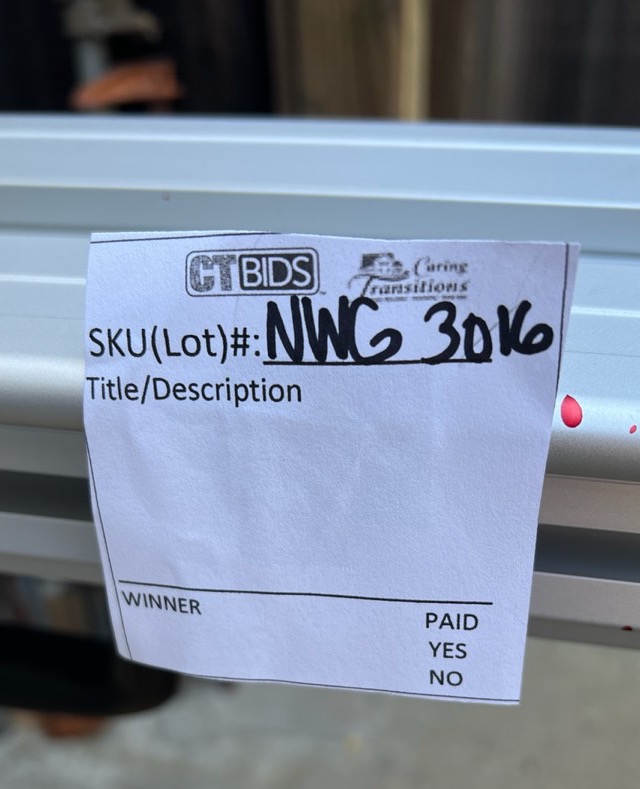 CTBIDS
Caring
Transitions
SKU(Lot)#: NWG 3016
Title/Description
WINNER
PAID
YES
NO